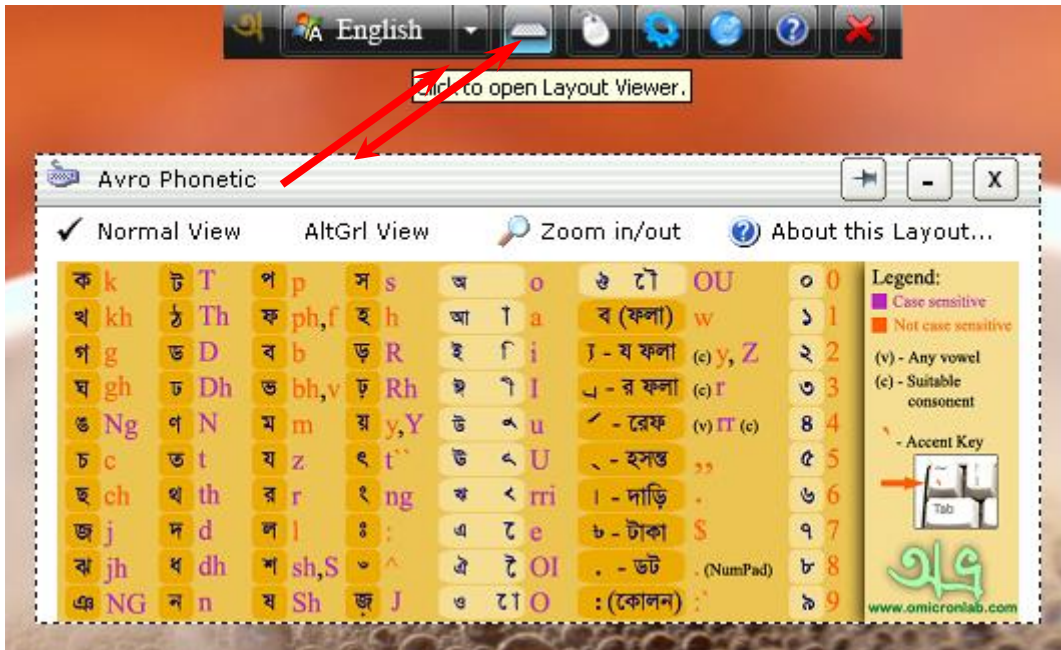 অ English
Click to open Layout Viewer.
Avro Phonetic - X
Normal View AltGrl View Zoom in/out ? About this Layout...
ক k ট T প p স s অ o ঔ ৌ OU ০ 0 Legend:
খ kh ঠ Th ফ ph,f হ h আ া a ব (ফলা) w ১ 1 Case sensitive
Not case sensitive
গ g ড D ব b ড় R ই ি i ্য - য ফলা (c) y, Z ২ 2 (v) - Any vowel
ঘ gh ঢ Dh ভ bh,v ঢ় Rh ঈ ী I ্র - র ফলা (c) r ৩ 3 (c) - Suitable
consonent
ঙ Ng ণ N ম m য় y,Y উ ু u র্ - রেফ (v) rr (c) ৪ 4 ` - Accent Key
চ c ত t য z ৎ t`` ঊ ূ U ্ - হসন্ত ,, ৫ 5
ছ ch থ th র r ং ng ঋ ৃ rri । - দাড়ি . ৬ 6 Tab
জ j দ d ল l ঃ : এ ে e ৳ - টাকা $ ৭ 7
ঝ jh ধ dh শ sh,S ঁ ^ ঐ ৈ OI . - ডট . (NumPad) ৮ 8 অভ্র
ঞ NG ন n ষ Sh জ় J ও ো O : (কোলন) :` ৯ 9 www.omicronlab.com